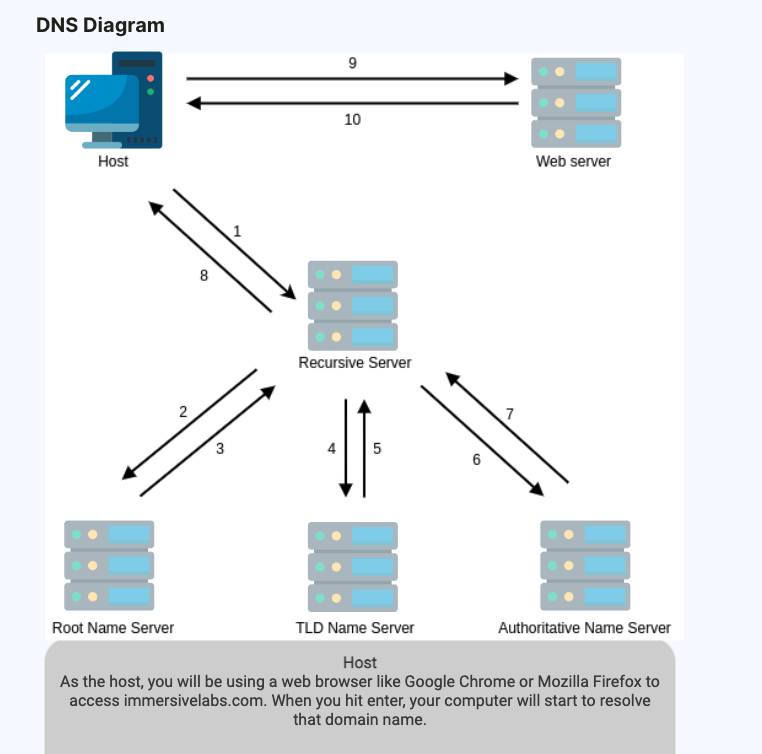 DNS Diagram
9
10
Host
Web server
1
8
Recursive Server
2
3
4
5
7
6
Root Name Server
TLD Name Server
Authoritative Name Server
Host
As the host, you will be using a web browser like Google Chrome or Mozilla Firefox to
access immersivelabs.com. When you hit enter, your computer will start to resolve
that domain name.